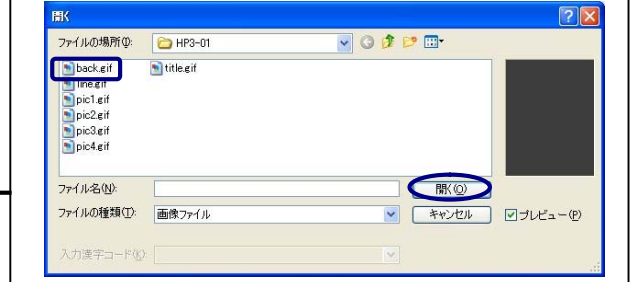 開く
ファイルの場所(I):
HP3-01
back.gif
title.gif
line.gif
pic1.gif
pic2.gif
pic3.gif
pic4.gif
ファイル名(N):
開く(O)
ファイルの種類(T):
画像ファイル
キャンセル
プレビュー(P)
入力漢字コード(K):